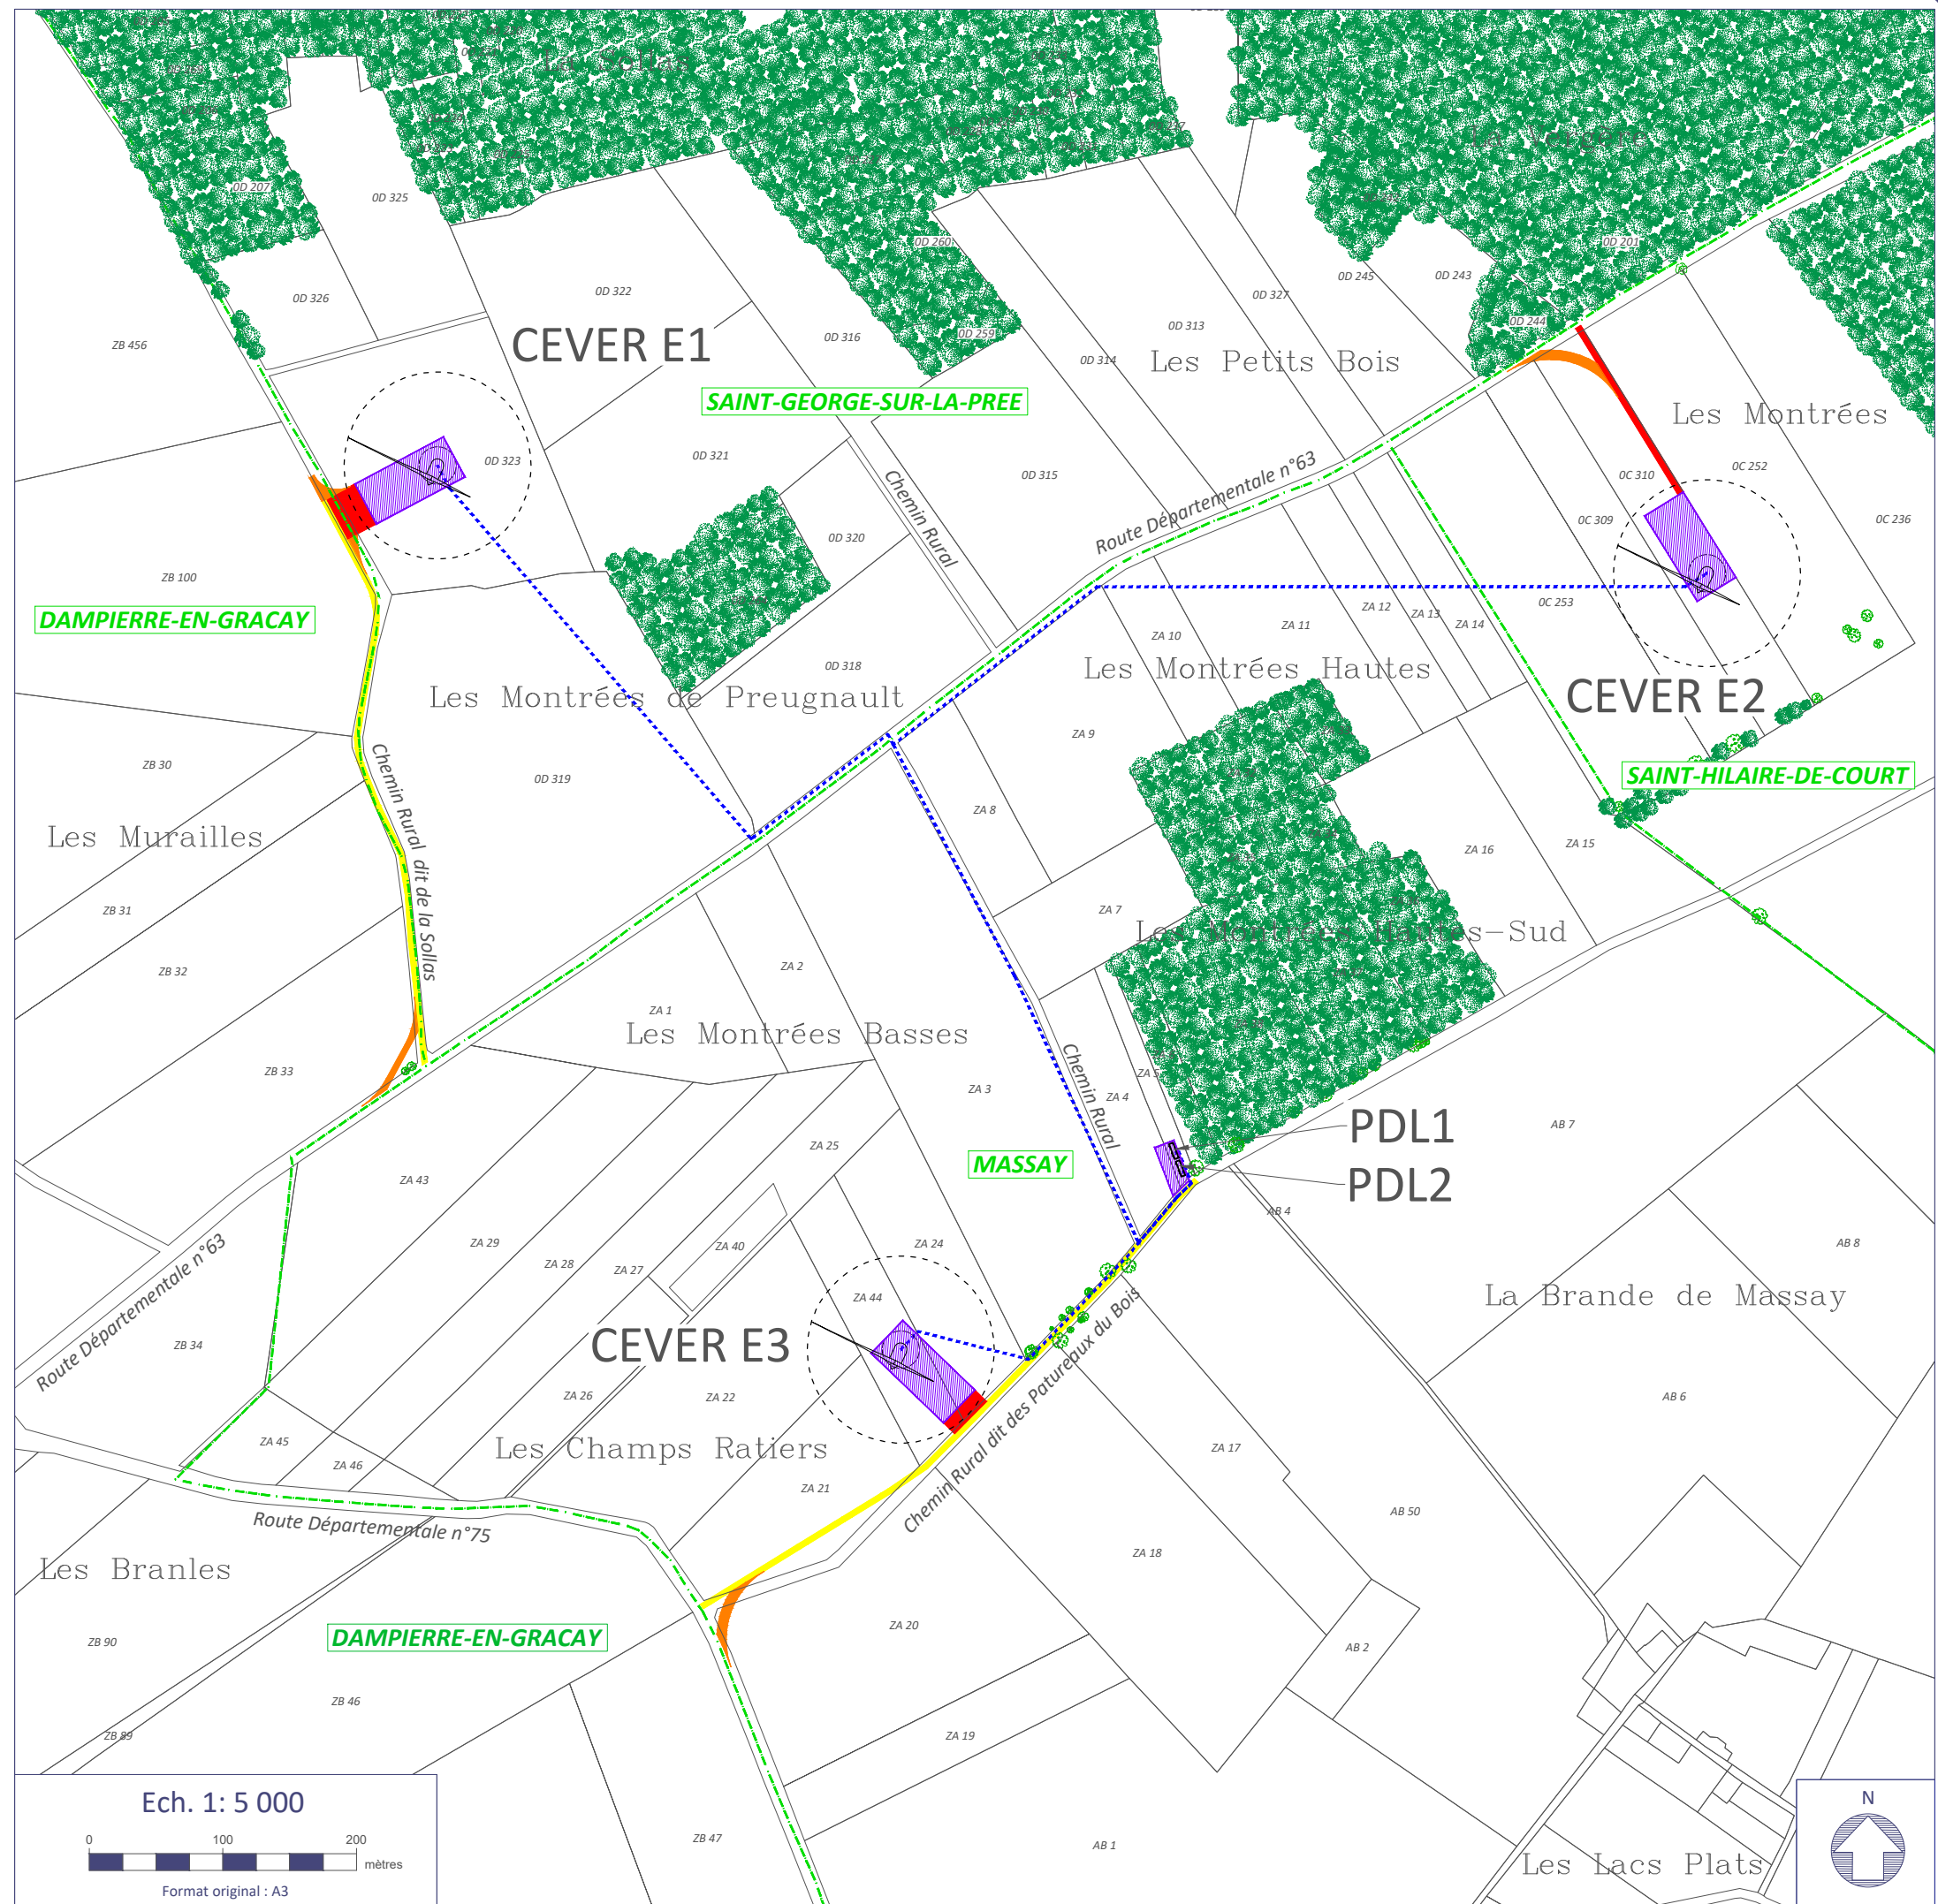 La Sollas
La Vergère
0D 207
0D 325
0D 326
0D 322
0D 260
0D 259
0D 316
0D 327
0D 245
0D 243
0D 201
0D 244
0D 313
0D 314
ZB 456
CEVER E1
Les Petits Bois
SAINT-GEORGE-SUR-LA-PREE
Les Montrées
0D 323
0D 321
0D 315
0D 320
Chemin Rural
Route Départementale n°63
0C 310
0C 252
0C 309
0C 236
ZB 100
DAMPIERRE-EN-GRACAY
0C 253
ZA 12
ZA 13
ZA 14
ZA 11
ZA 10
0D 318
Les Montrées Hautes
Les Montrées de Preugnault
CEVER E2
ZA 9
ZB 30
0D 319
SAINT-HILAIRE-DE-COURT
Chemin Rural dit de la Sollas
Les Murailles
ZA 8
ZA 16
ZA 15
ZB 31
ZA 7
Les Montrées Hautes-Sud
ZB 32
ZA 2
ZA 1
Les Montrées Basses
ZB 33
ZA 3
Chemin Rural
ZA 5
ZA 4
PDL1
AB 7
ZA 25
MASSAY
PDL2
ZA 43
AB 4
ZA 29
ZA 28
ZA 27
ZA 40
ZA 24
AB 8
Route Départementale n°63
ZA 44
La Brande de Massay
ZB 34
CEVER E3
Chemin Rural dit des Patureaux du Bois
ZA 26
ZA 22
AB 6
ZA 45
ZA 46
Les Champs Ratiers
ZA 17
ZA 21
AB 50
Route Départementale n°75
Les Branles
ZA 18
ZB 90
DAMPIERRE-EN-GRACAY
ZA 20
AB 2
ZB 46
ZB 89
ZA 19
ZB 47
AB 1
Les Lacs Plats
Ech. 1: 5 000
0 100 200
mètres
Format original : A3
N